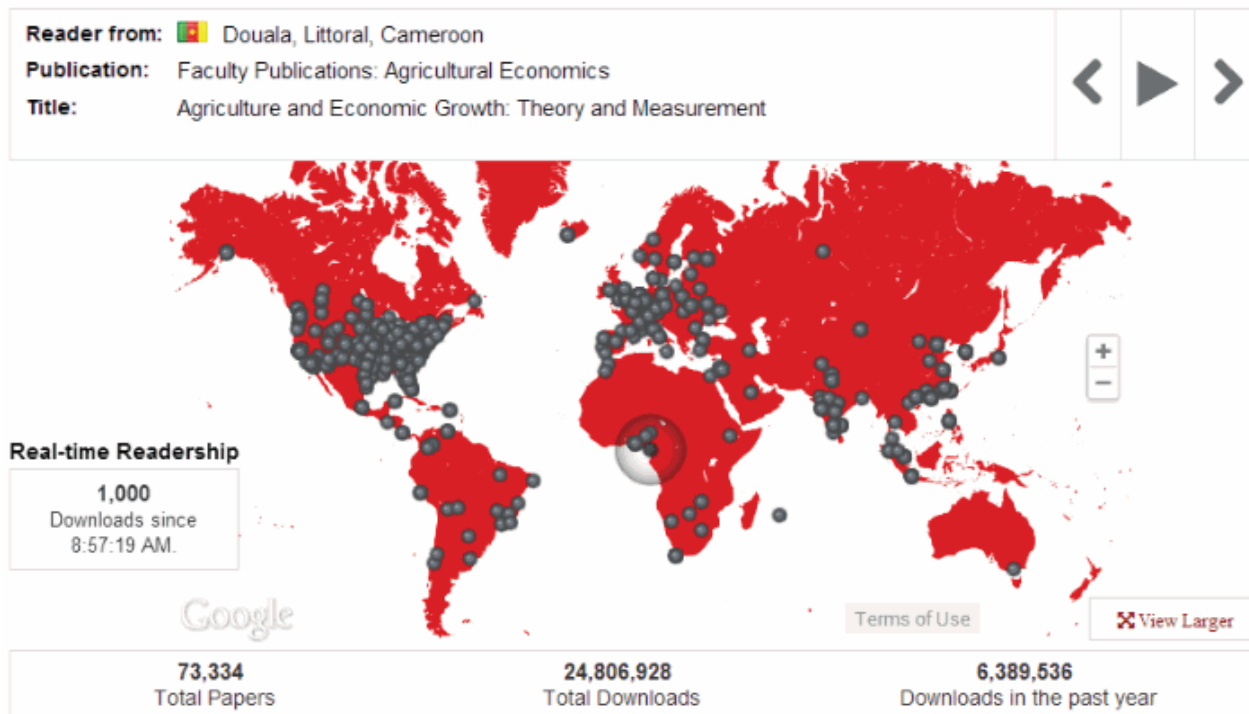 Reader from: Douala, Littoral, Cameroon
Publication: Faculty Publications: Agricultural Economics
Title: Agriculture and Economic Growth: Theory and Measurement
+
−
Real-time Readership
1,000
Downloads since
8:57:19 AM.
Google
Terms of Use
View Larger
73,334
Total Papers
24,806,928
Total Downloads
6,389,536
Downloads in the past year